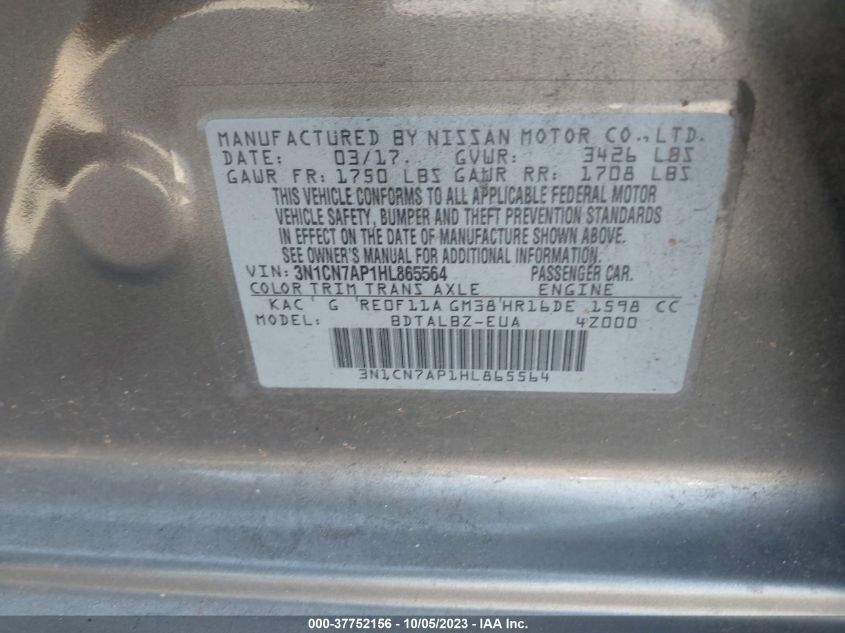 MANUFACTURED BY NISSAN MOTOR CO.,LTD.
DATE: 03/17. GVWR: 3426 LBS
GAWR FR: 1750 LBS GAWR RR: 1708 LBS
THIS VEHICLE CONFORMS TO ALL APPLICABLE FEDERAL MOTOR
VEHICLE SAFETY, BUMPER AND THEFT PREVENTION STANDARDS
IN EFFECT ON THE DATE OF MANUFACTURE SHOWN ABOVE.
SEE OWNER'S MANUAL FOR ADDITIONAL INFORMATION.
VIN: 3N1CN7AP1HL865564 PASSENGER CAR.
COLOR TRIM TRANS AXLE ENGINE
KAC' G 'RE0F11A GM38'HR16DE 1598 CC
MODEL: BDTALBZ-EUA 4Z000
3N1CN7AP1HL865564
000-37752156 - 10/05/2023 - IAA Inc.